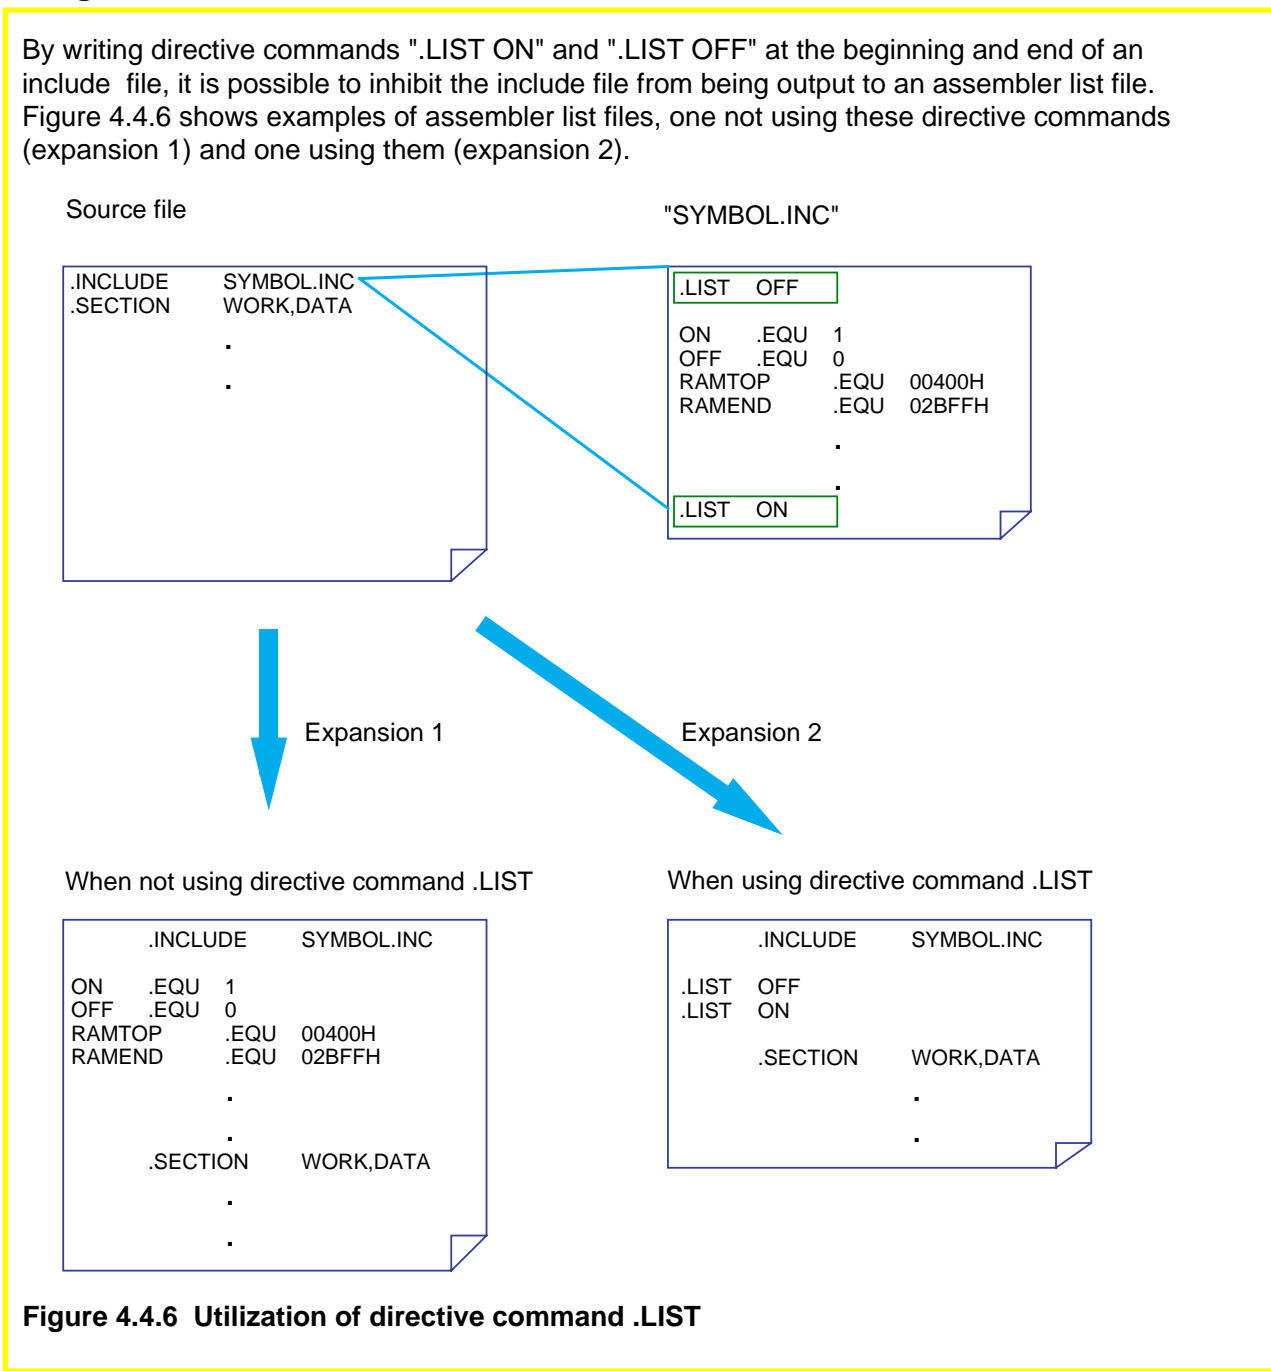 By writing directive commands ".LIST ON" and ".LIST OFF" at the beginning and end of an
include file, it is possible to inhibit the include file from being output to an assembler list file.
Figure 4.4.6 shows examples of assembler list files, one not using these directive commands
(expansion 1) and one using them (expansion 2).
Source file
.INCLUDE SYMBOL.INC
.SECTION WORK,DATA
.
.
"SYMBOL.INC"
.LIST OFF
ON .EQU 1
OFF .EQU 0
RAMTOP .EQU 00400H
RAMEND .EQU 02BFFH
.
.
.LIST ON
Expansion 1
Expansion 2
When not using directive command .LIST
.INCLUDE SYMBOL.INC
ON .EQU 1
OFF .EQU 0
RAMTOP .EQU 00400H
RAMEND .EQU 02BFFH
.
.
.SECTION WORK,DATA
.
.
When using directive command .LIST
.INCLUDE SYMBOL.INC
.LIST OFF
.LIST ON
.SECTION WORK,DATA
.
.
Figure 4.4.6 Utilization of directive command .LIST